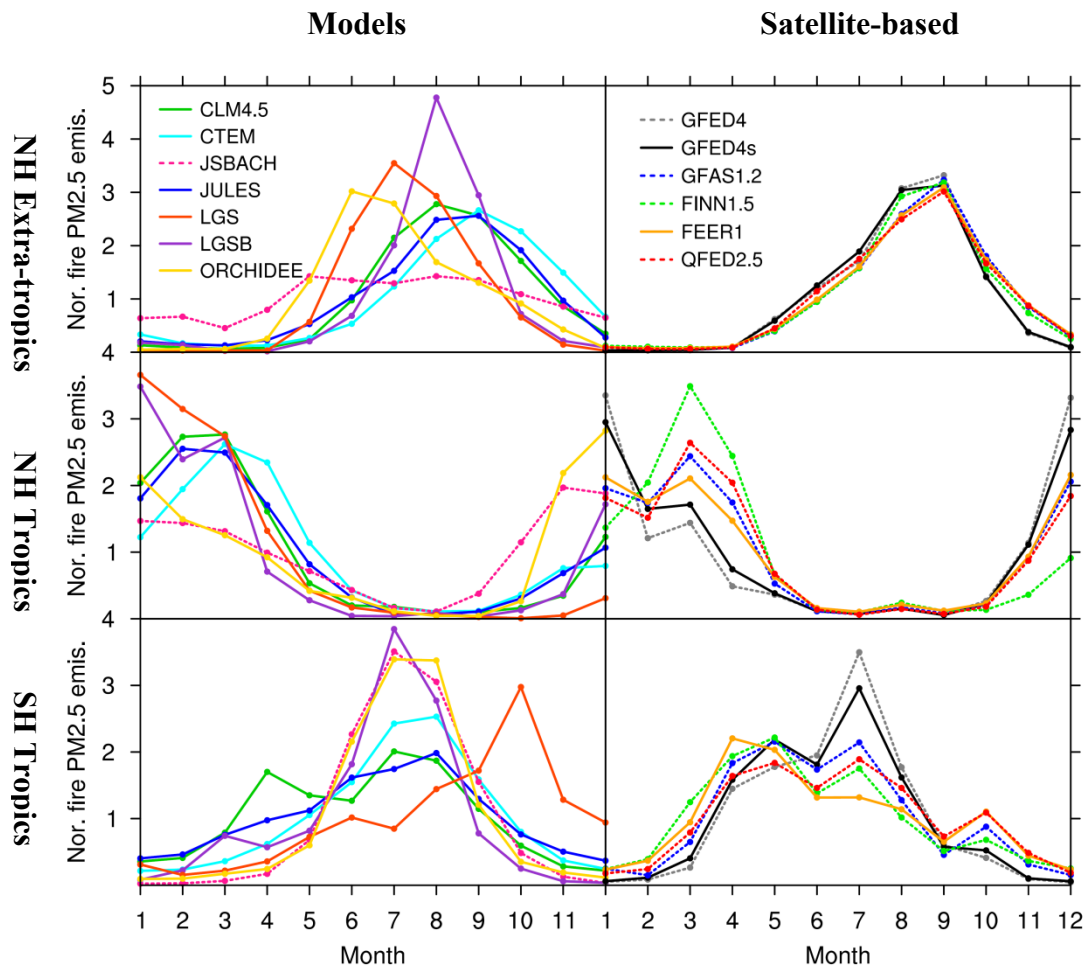 Models
Satellite-based
NH Extra-tropics
Nor. fire PM2.5 emis.
5
4
3
2
1
4
CLM4.5
CTEM
JSBACH
JULES
LGS
LGSB
ORCHIDEE
GFED4
GFED4s
GFAS1.2
FINN1.5
FEER1
QFED2.5
NH Tropics
Nor. fire PM2.5 emis.
3
2
1
4
SH Tropics
Nor. fire PM2.5 emis.
3
2
1
1 2 3 4 5 6 7 8 9 10 11 1 2 3 4 5 6 7 8 9 10 11 12
Month
Month